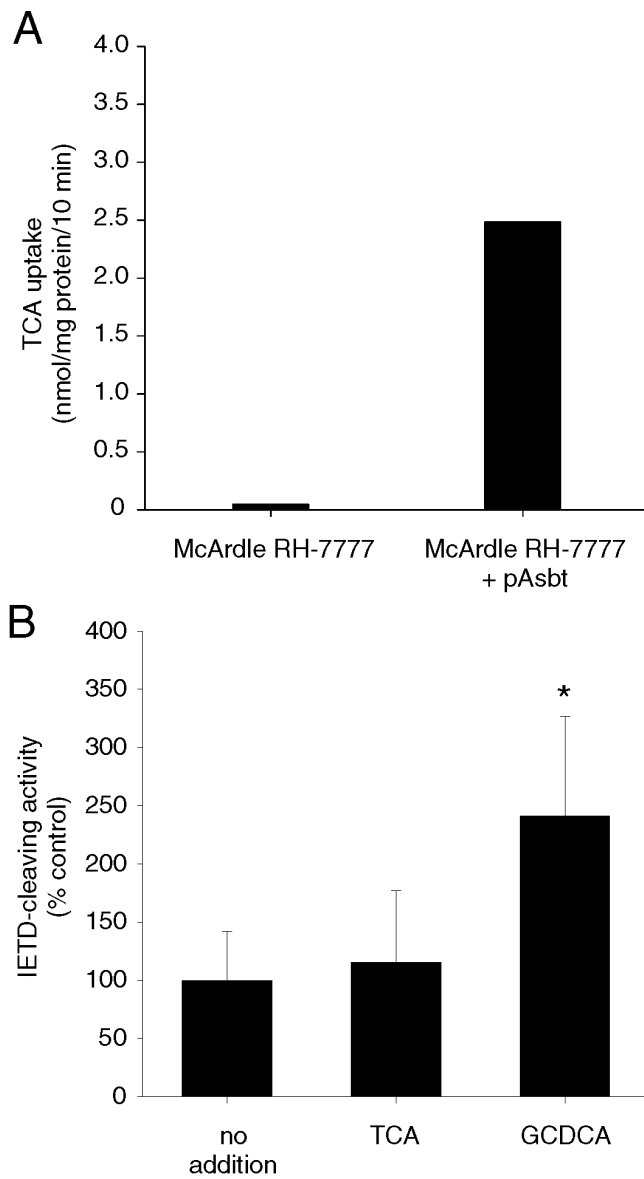 A
TCA uptake
(nmol/mg protein/10 min)
4.0
3.5
3.0
2.5
2.0
1.5
1.0
0.5
0
McArdle RH-7777
McArdle RH-7777
+ pAsbt
B
IETD-cleaving activity
(% control)
400
350
300
250
200
150
100
50
0
*
no
addition
TCA
GCDCA